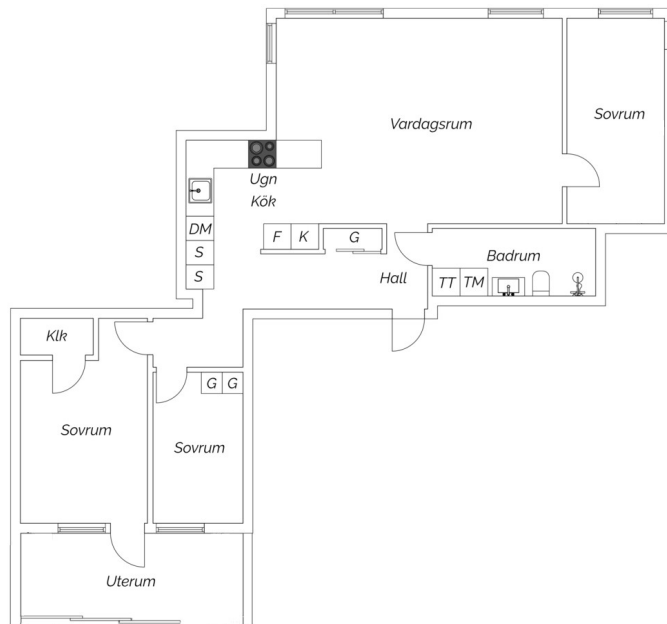 Vardagsrum
Sovrum
Ugn
Kök
DM
S
S
F K G
Hall
Badrum
TT TM
Klk
G G
Sovrum
Sovrum
Uterum